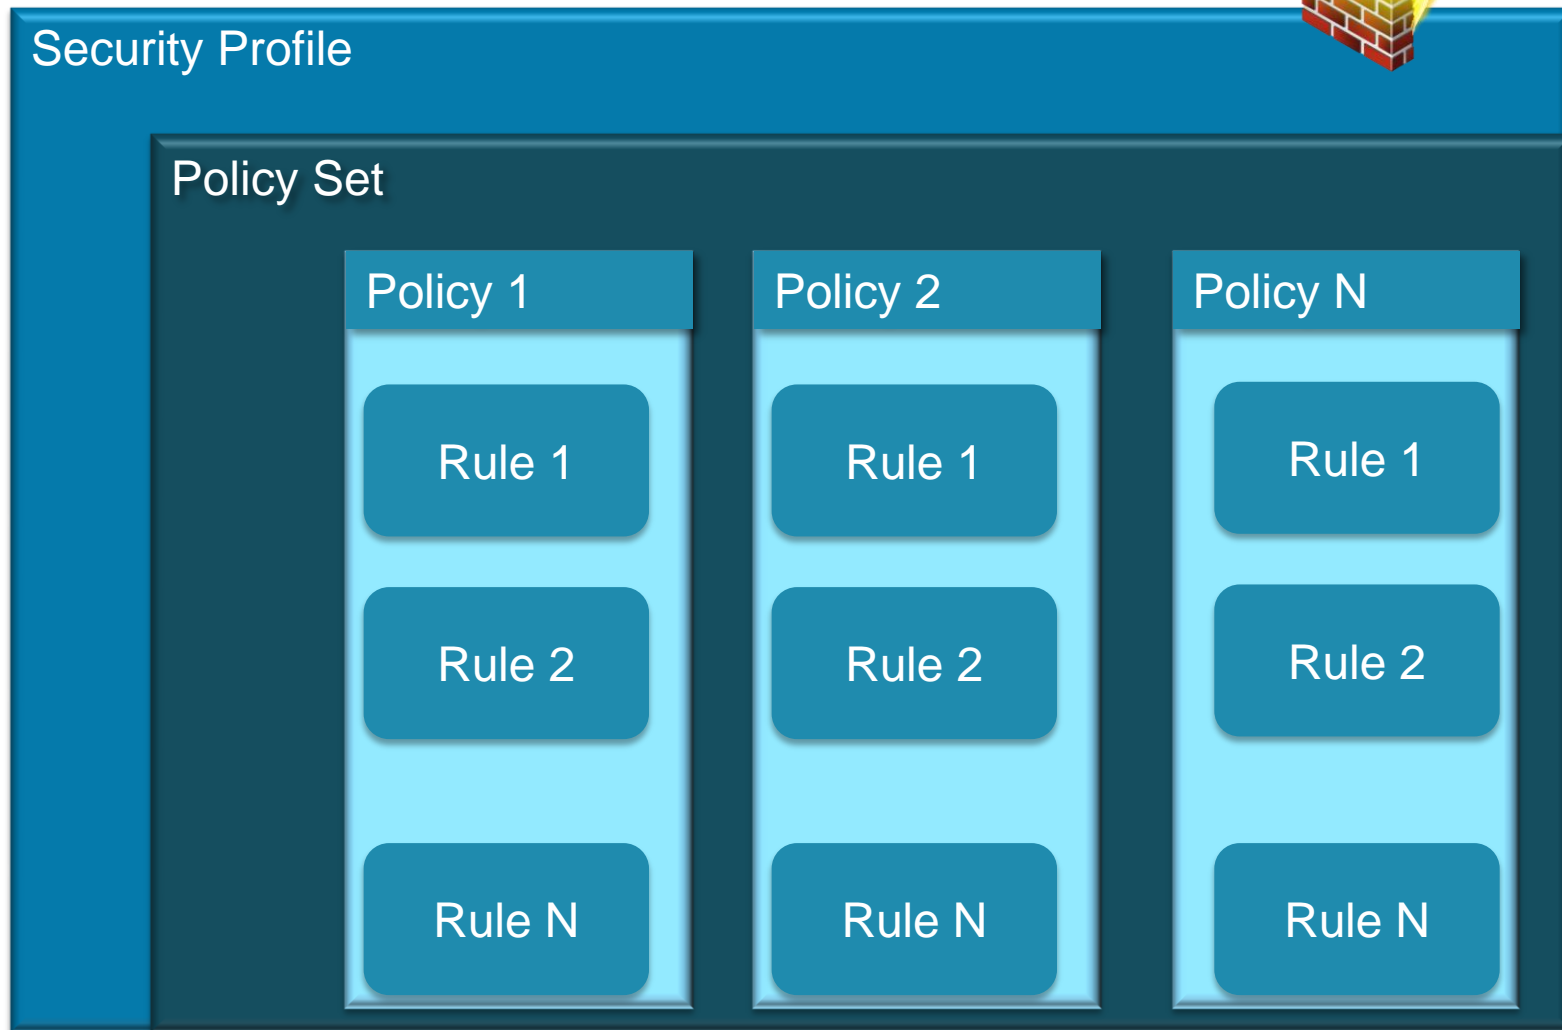 Security Profile
Policy Set
Policy 1
Rule 1
Rule 2
Rule N
Policy 2
Rule 1
Rule 2
Rule N
Policy N
Rule 1
Rule 2
Rule N